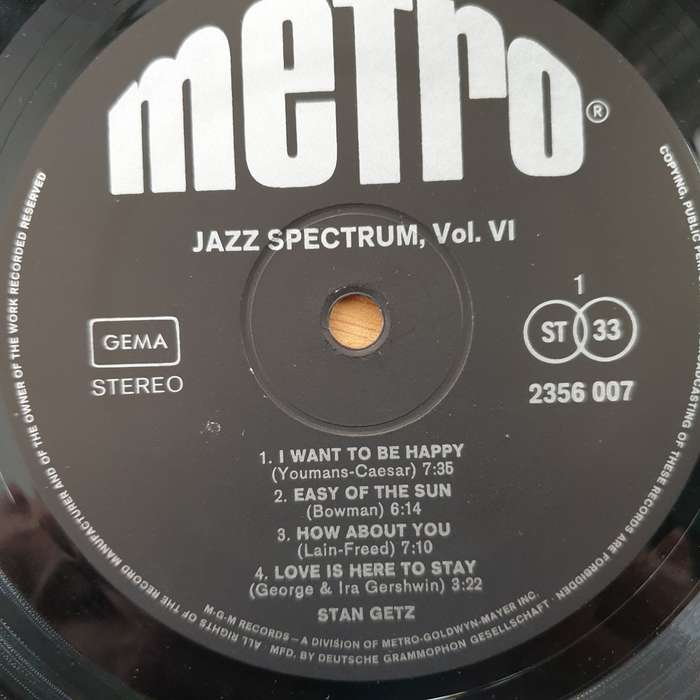 metro®
JAZZ SPECTRUM, Vol. VI
GEMA
STEREO
1
ST 33
2356 007
1. I WANT TO BE HAPPY
(Youmans-Caesar) 7:35
2. EASY OF THE SUN
(Bowman) 6:14
3. HOW ABOUT YOU
(Lain-Freed) 7:10
4. LOVE IS HERE TO STAY
(George & Ira Gershwin) 3:22
STAN GETZ
M-G-M RECORDS – A DIVISION OF METRO-GOLDWYN-MAYER INC.
ALL RIGHTS OF THE RECORD MANUFACTURER AND OF THE OWNER OF THE WORK RECORDED RESERVED
MFD. BY DEUTSCHE GRAMMOPHON GESELLSCHAFT ·
COPYING, PUBLIC
BROADCASTING OF THESE RECORDS ARE FORBIDDEN